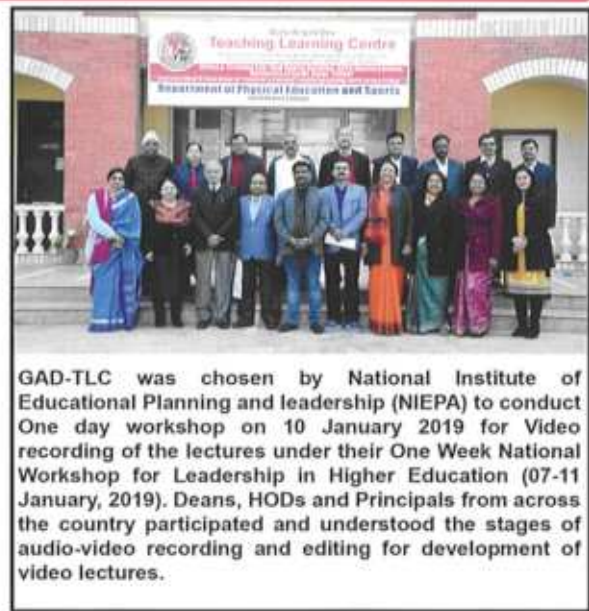 Teaching Learning Centre
Department of Physical Education and Sports
GAD-TLC was chosen by National Institute of
Educational Planning and leadership (NIEPA) to conduct
One day workshop on 10 January 2019 for Video
recording of the lectures under their One Week National
Workshop for Leadership in Higher Education (07-11
January, 2019). Deans, HODs and Principals from across
the country participated and understood the stages of
audio-video recording and editing for development of
video lectures.